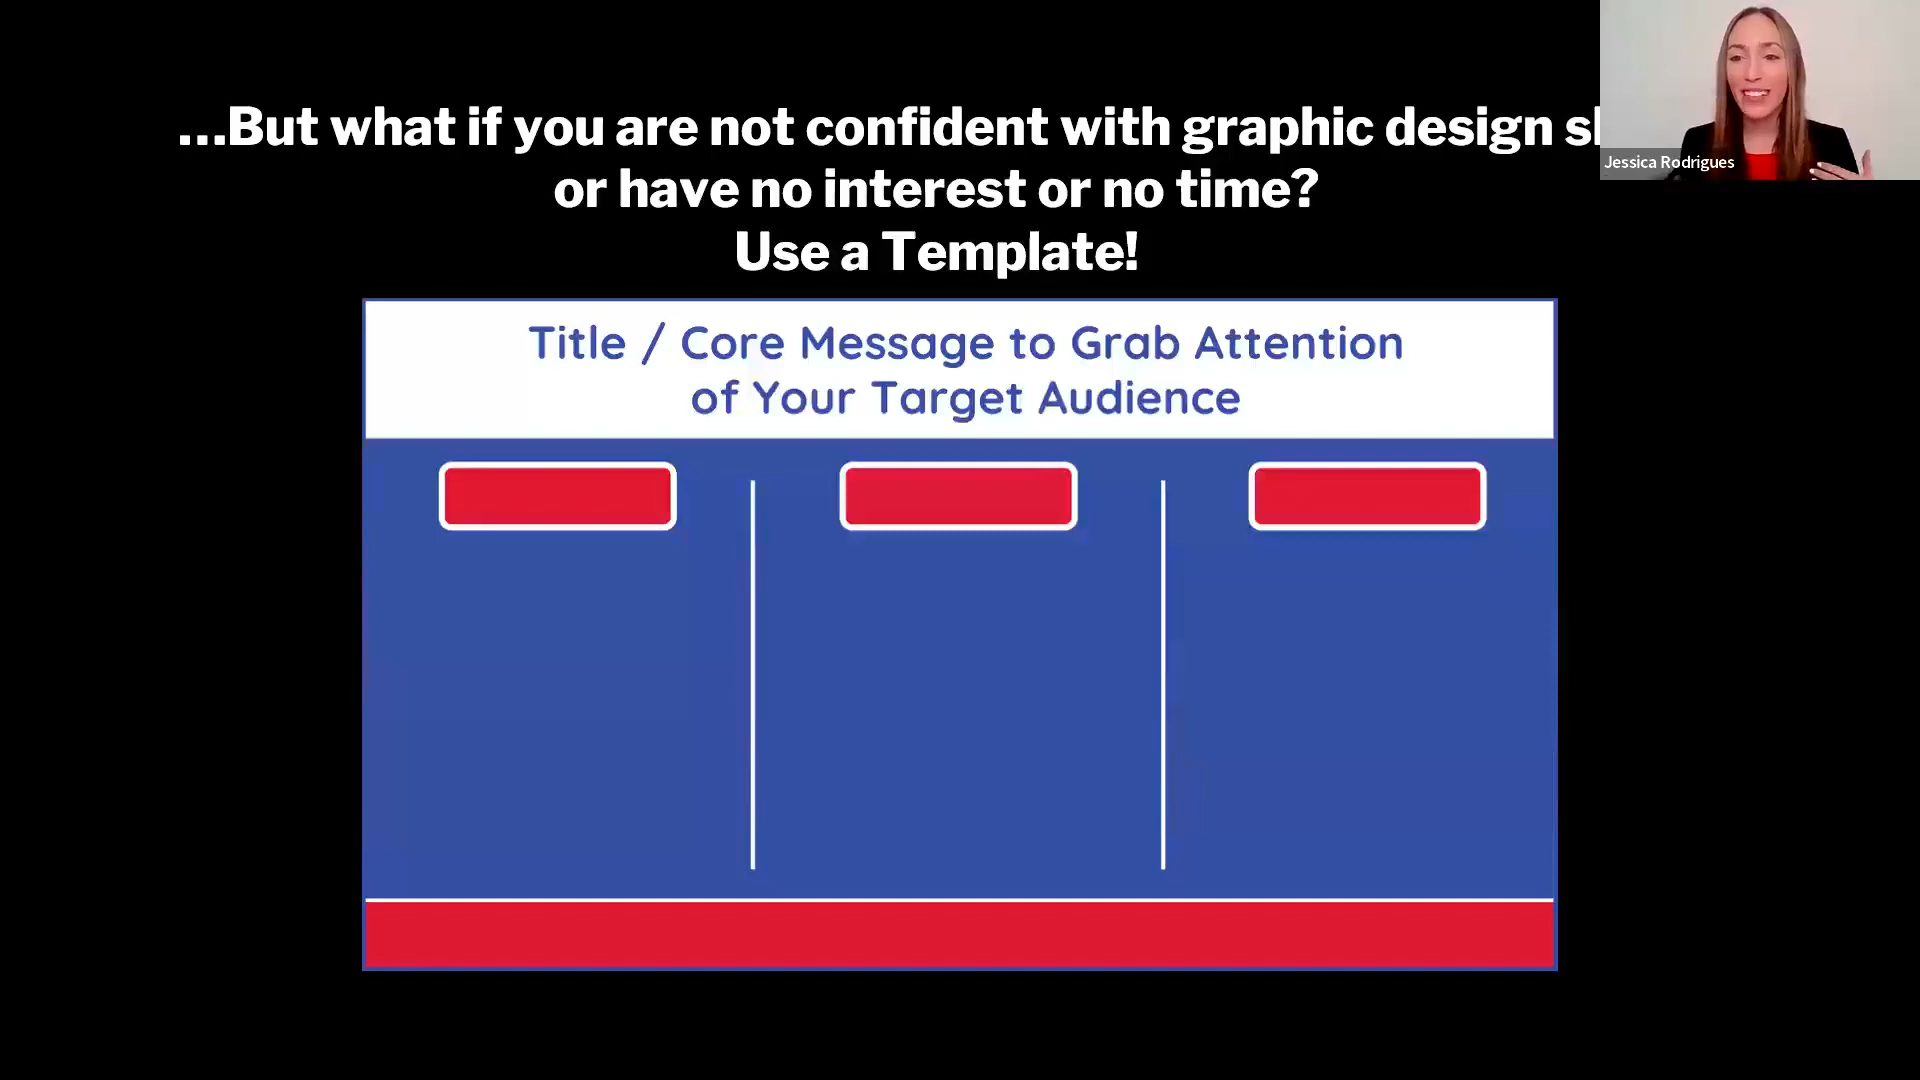 ...But what if you are not confident with graphic design
or have no interest or no time?
Use a Template!
Jessica Rodrigues
Title / Core Message to Grab Attention
of Your Target Audience